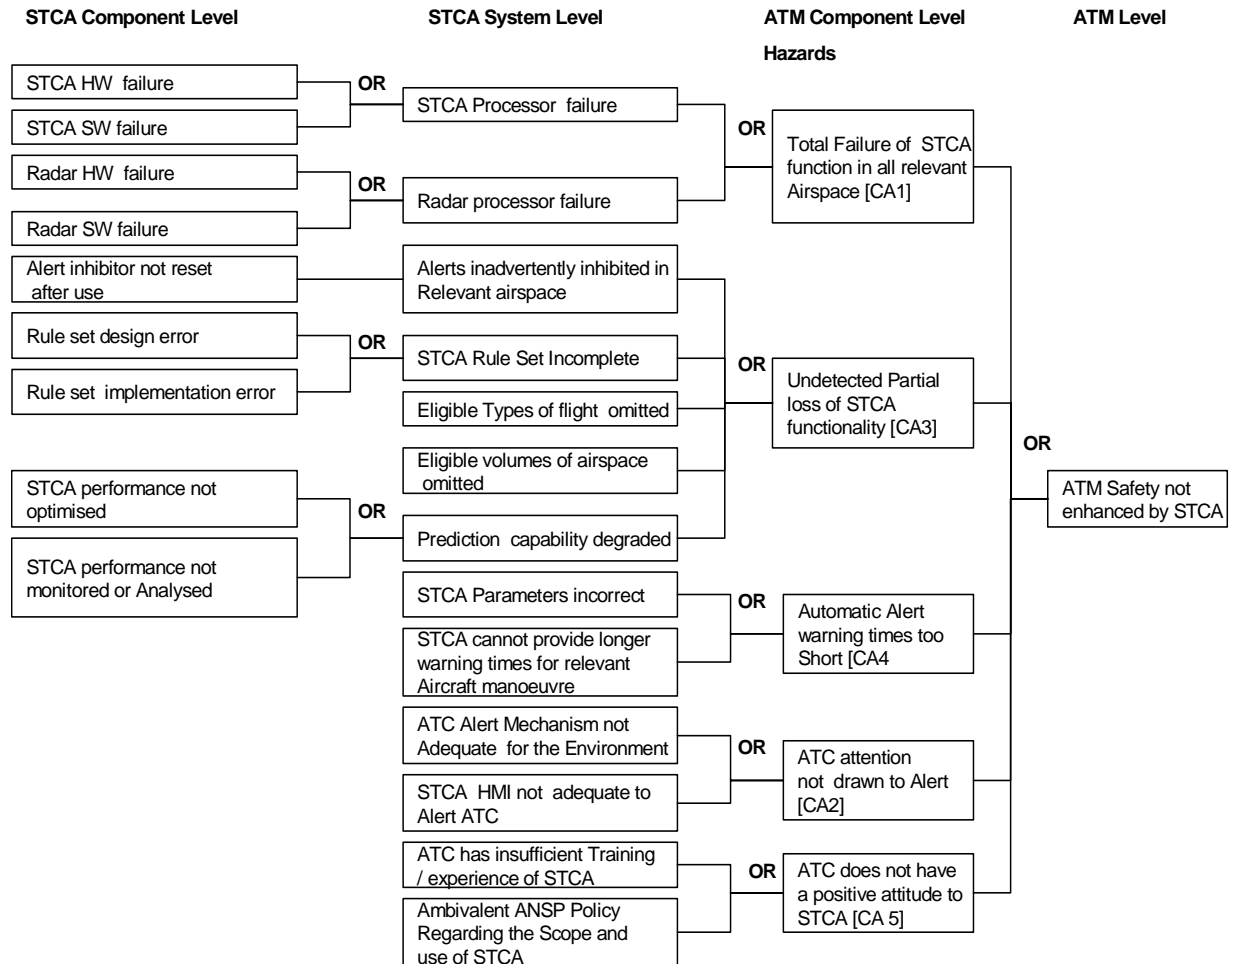 STCA Component Level
STCA System Level
ATM Component Level
Hazards
ATM Level
STCA HW failure
STCA SW failure
Radar HW failure
Radar SW failure
Alert inhibitor not reset
after use
Rule set design error
Rule set implementation error
STCA performance not
optimised
STCA performance not
monitored or Analysed
OR
OR
OR
OR
STCA Processor failure
Radar processor failure
Alerts inadvertently inhibited in
Relevant airspace
STCA Rule Set Incomplete
Eligible Types of flight omitted
Eligible volumes of airspace
omitted
Prediction capability degraded
STCA Parameters incorrect
STCA cannot provide longer
warning times for relevant
Aircraft manoeuvre
ATC Alert Mechanism not
Adequate for the Environment
STCA HMI not adequate to
Alert ATC
ATC has insufficient Training
/ experience of STCA
Ambivalent ANSP Policy
Regarding the Scope and
use of STCA
OR
OR
OR
OR
OR
Total Failure of STCA
function in all relevant
Airspace [CA1]
Undetected Partial
loss of STCA
functionality [CA3]
Automatic Alert
warning times too
Short [CA4
ATC attention
not drawn to Alert
[CA2]
ATC does not have
a positive attitude to
STCA [CA 5]
OR
ATM Safety not
enhanced by STCA